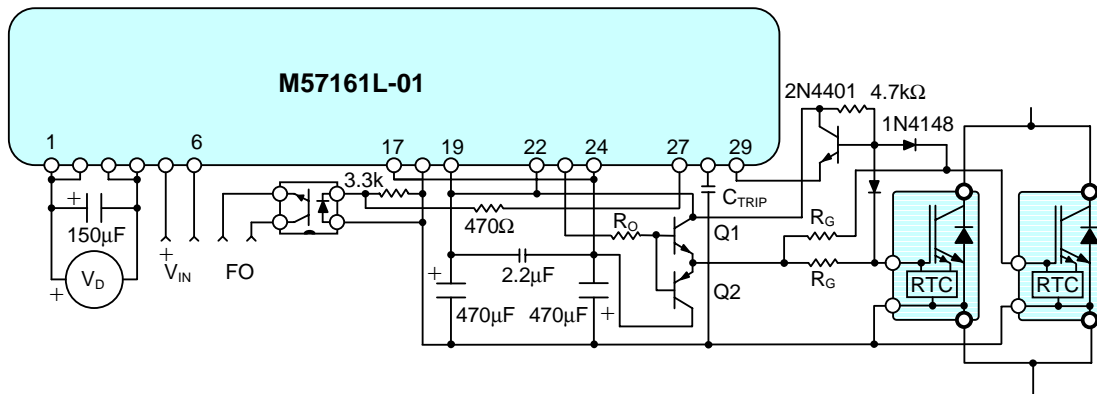 M57161L-01
2N4401 4.7kΩ
1N4148
1 6 17 19 22 24 27 29
3.3k
470Ω
C_TRIP
+
150μF
+
V_IN
FO
+
V_D
R_O
Q1
R_G
R_G
Q2
2.2μF
+
470μF
470μF
+
RTC
RTC